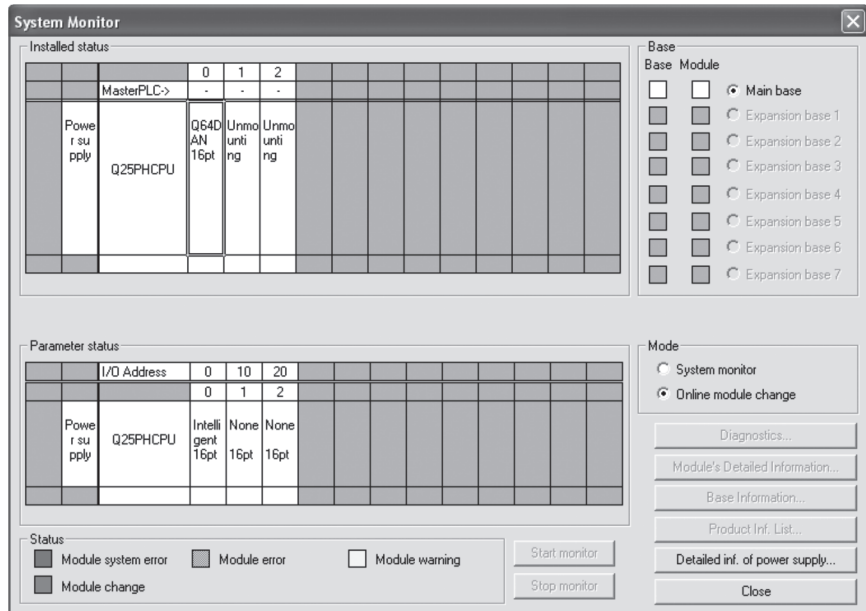 System Monitor
Installed status
0 1 2
MasterPLC-> - - -
Powe
r su
pply
Q25PHCPU
Q64D
AN
16pt
Unmo
unti
ng
Unmo
unti
ng
Base
Base Module
Main base
Expansion base 1
Expansion base 2
Expansion base 3
Expansion base 4
Expansion base 5
Expansion base 6
Expansion base 7
Parameter status
I/O Address 0 10 20
0 1 2
Powe
r su
pply
Q25PHCPU
Intelli
gent
16pt
None
16pt
None
16pt
Mode
System monitor
Online module change
Diagnostics...
Module's Detailed Information...
Base Information...
Product Inf. List...
Detailed inf. of power supply...
Close
Status
Module system error Module error Module warning
Module change
Start monitor
Stop monitor